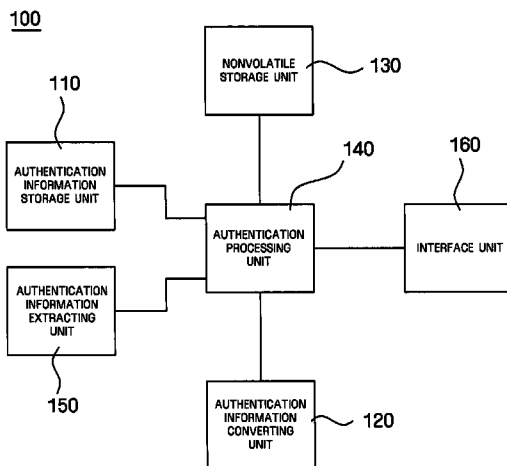 100
NONVOLATILE
STORAGE UNIT
130
110
AUTHENTICATION
INFORMATION
STORAGE UNIT
140
AUTHENTICATION
PROCESSING
UNIT
160
INTERFACE UNIT
AUTHENTICATION
INFORMATION
EXTRACTING
UNIT
150
AUTHENTICATION
INFORMATION
CONVERTING
UNIT
120